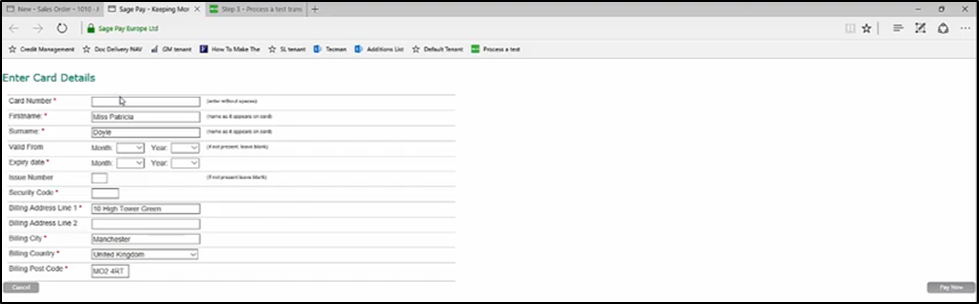 New - Sales Order - 1010 - A
Sage Pay - Keeping Mor
Step 3 - Process a test tran
Sage Pay Europe Ltd
Credit Management Doc Delivery NAV GM tenant How To Make The SL tenant Tecman Additions List Default Tenant Process a test
Enter Card Details
Card Number * (enter without spaces)
Firstname: * Miss Patricia (name as it appears on card)
Surname: * Doyle (name as it appears on card)
Valid From Month: Year: (if not present, leave blank)
Expiry date * Month: Year:
Issue Number (if not present leave blank)
Security Code *
Billing Address Line 1 * 10 High Tower Green
Billing Address Line 2
Billing City * Manchester
Billing Country * United Kingdom
Billing Post Code * MO2 4RT
Cancel Pay Now